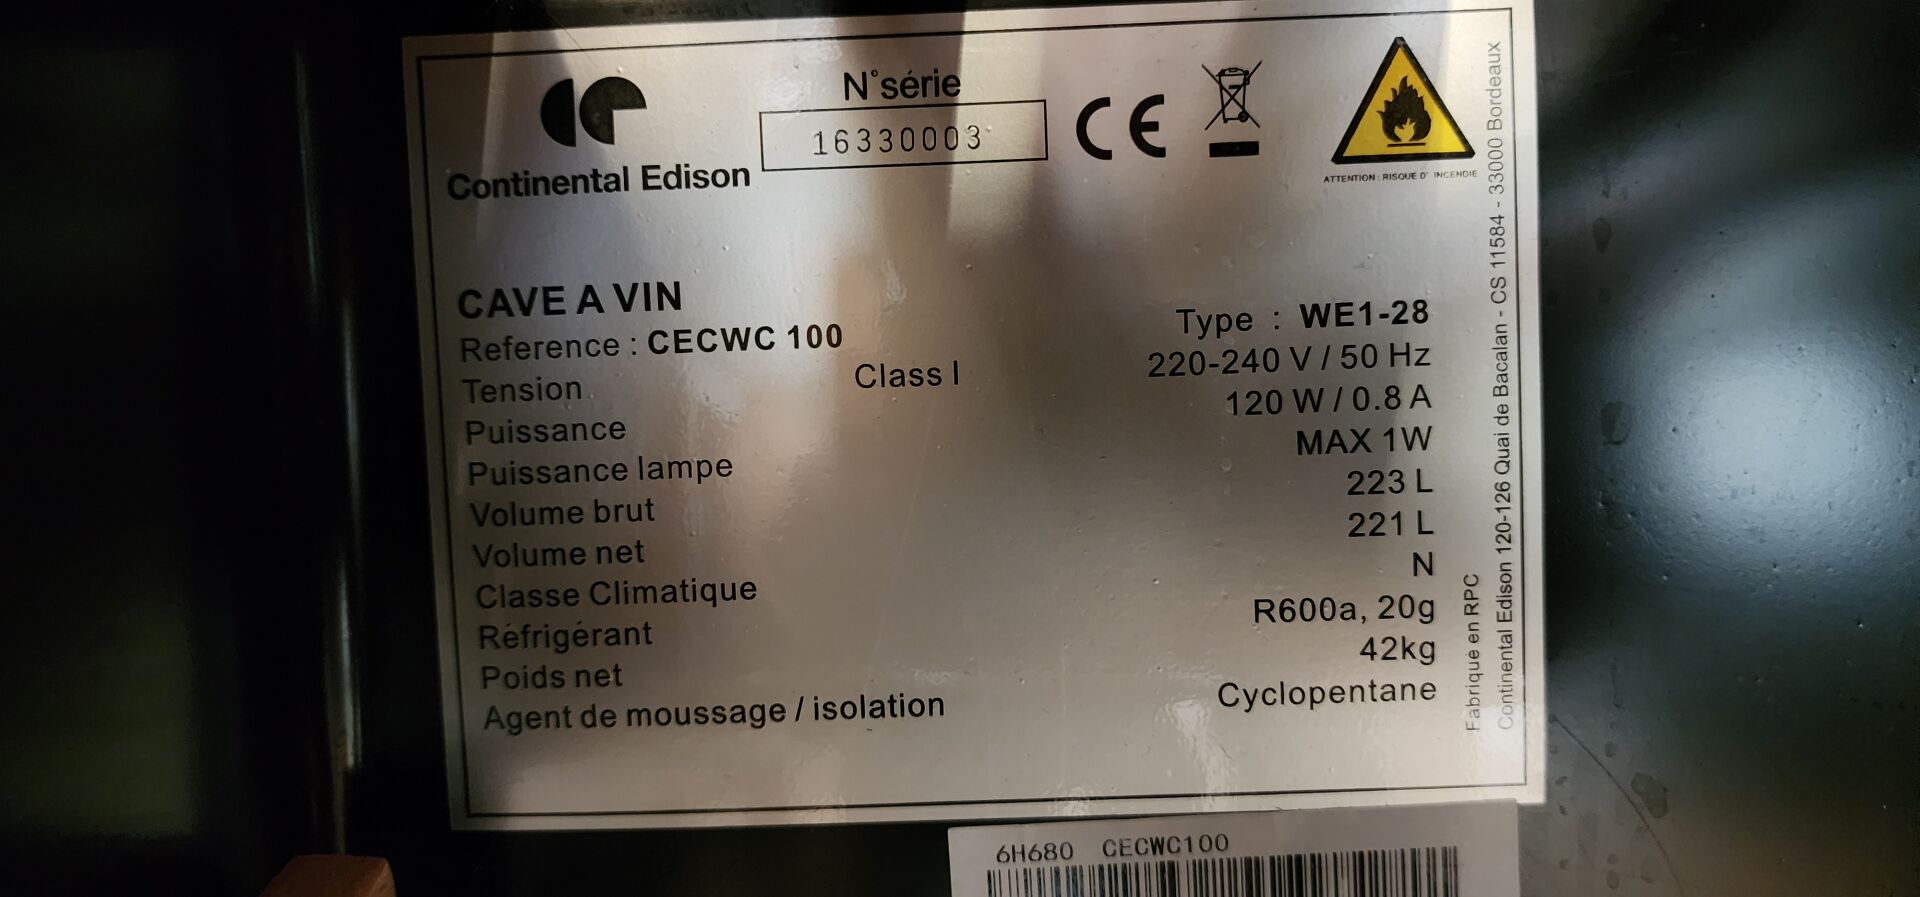 N°série
16330003
Continental Edison
CE
ATTENTION : RISQUE D' INCENDIE
CAVE A VIN
Reference : CECWC 100
Type : WE1-28
Tension Class I 220-240 V / 50 Hz
Puissance 120 W / 0.8 A
Puissance lampe MAX 1W
Volume brut 223 L
Volume net 221 L
Classe Climatique N
Réfrigérant R600a, 20g
Poids net 42kg
Agent de moussage / isolation Cyclopentane
Fabriqué en RPC
Continental Edison 120-126 Quai de Bacalan - CS 11584 - 33000 Bordeaux
6H680 CECWC100